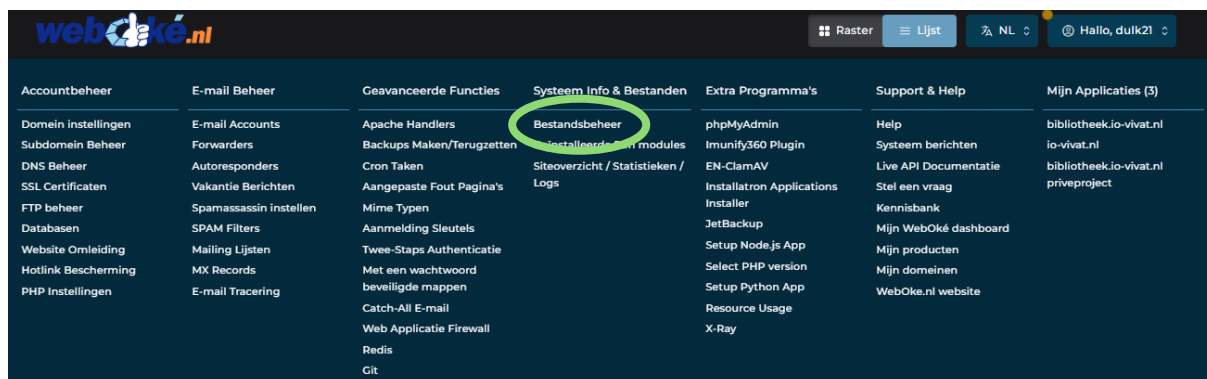 weboké.nl
Raster
Lijst
NL
Hallo, dulk21
Accountbeheer
Domein instellingen
Subdomein Beheer
DNS Beheer
SSL Certificaten
FTP beheer
Databasen
Website Omleiding
Hotlink Bescherming
PHP Instellingen
E-mail Beheer
E-mail Accounts
Forwarders
Autoresponders
Vakantie Berichten
Spamassassin instellen
SPAM Filters
Mailing Lijsten
MX Records
E-mail Tracering
Geavanceerde Functies
Apache Handlers
Backups Maken/Terugzetten
Cron Taken
Aangepaste Fout Pagina's
Mime Typen
Aanmelding Sleutels
Twee-Staps Authenticatie
Met een wachtwoord
beveiligde mappen
Catch-All E-mail
Web Applicatie Firewall
Redis
Git
Systeem Info & Bestanden
Bestandsbeheer
modules
Siteoverzicht / Statistieken /
Logs
Extra Programma's
phpMyAdmin
Imunify360 Plugin
EN-ClamAV
Installatron Applications
Installer
JetBackup
Setup Node.js App
Select PHP version
Setup Python App
Resource Usage
X-Ray
Support & Help
Help
Systeem berichten
Live API Documentatie
Stel een vraag
Kennisbank
Mijn WebOké dashboard
Mijn producten
Mijn domeinen
WebOke.nl website
Mijn Applicaties (3)
bibliotheek.io-vivat.nl
io-vivat.nl
bibliotheek.io-vivat.nl
priveproject